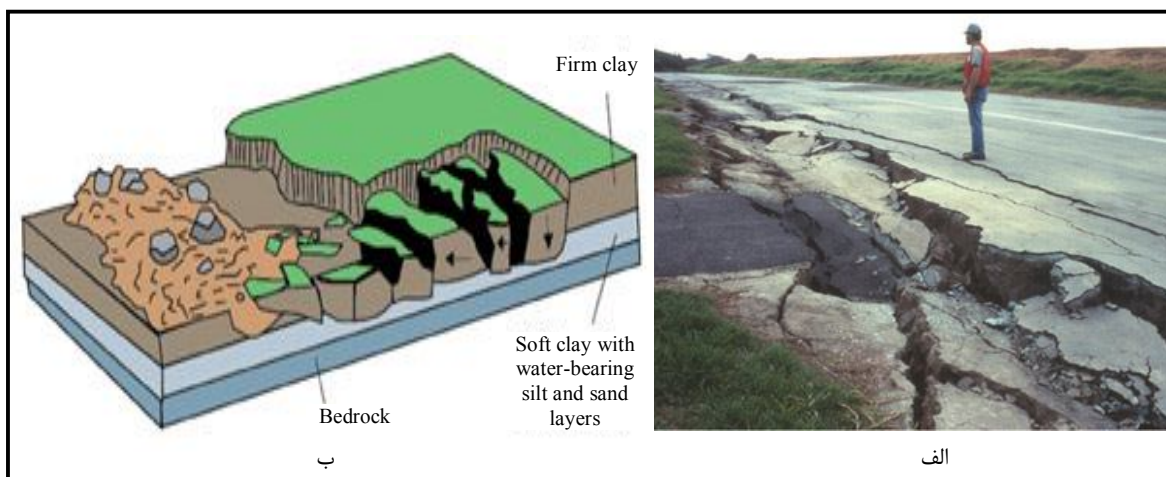 Firm clay
Soft clay with
water-bearing
silt and sand
layers
Bedrock
ب
الف